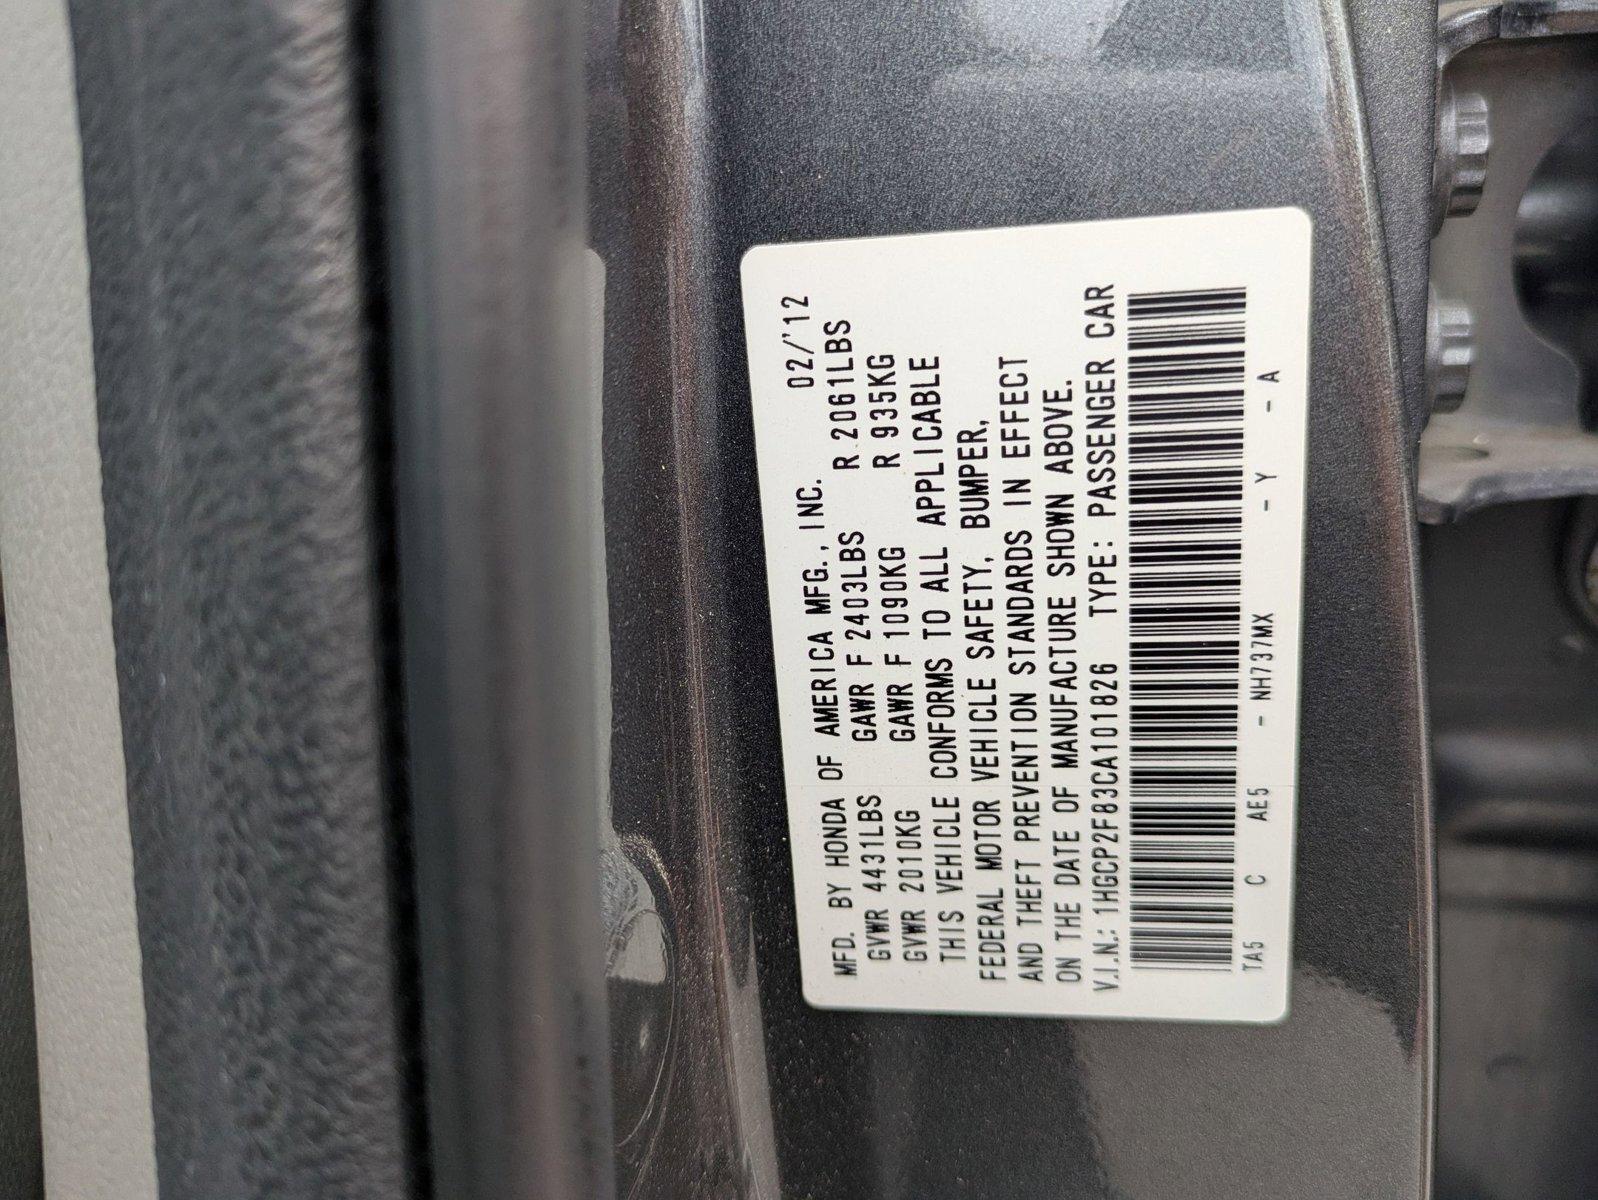 MFD. BY HONDA OF AMERICA MFG., INC. 02/'12
GVWR 4431LBS GAWR F 2403LBS R 2061LBS
GVWR 2010KG GAWR F 1090KG R 935KG
THIS VEHICLE CONFORMS TO ALL APPLICABLE
FEDERAL MOTOR VEHICLE SAFETY, BUMPER,
AND THEFT PREVENTION STANDARDS IN EFFECT
ON THE DATE OF MANUFACTURE SHOWN ABOVE.
V.I.N.: 1HGCP2F83CA101826 TYPE: PASSENGER CAR
TA5 C AE5 - NH737MX - Y - A